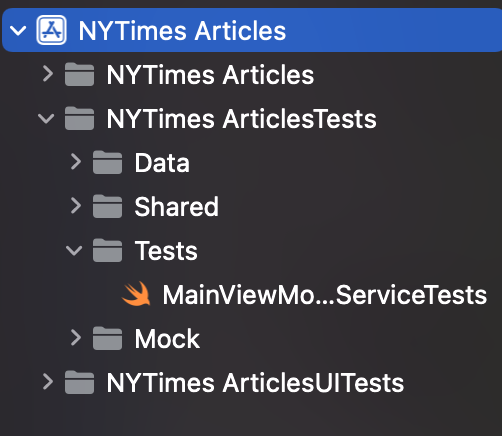 NYTimes Articles
NYTimes Articles
NYTimes ArticlesTests
Data
Shared
Tests
MainViewMo...ServiceTests
Mock
NYTimes ArticlesUITests